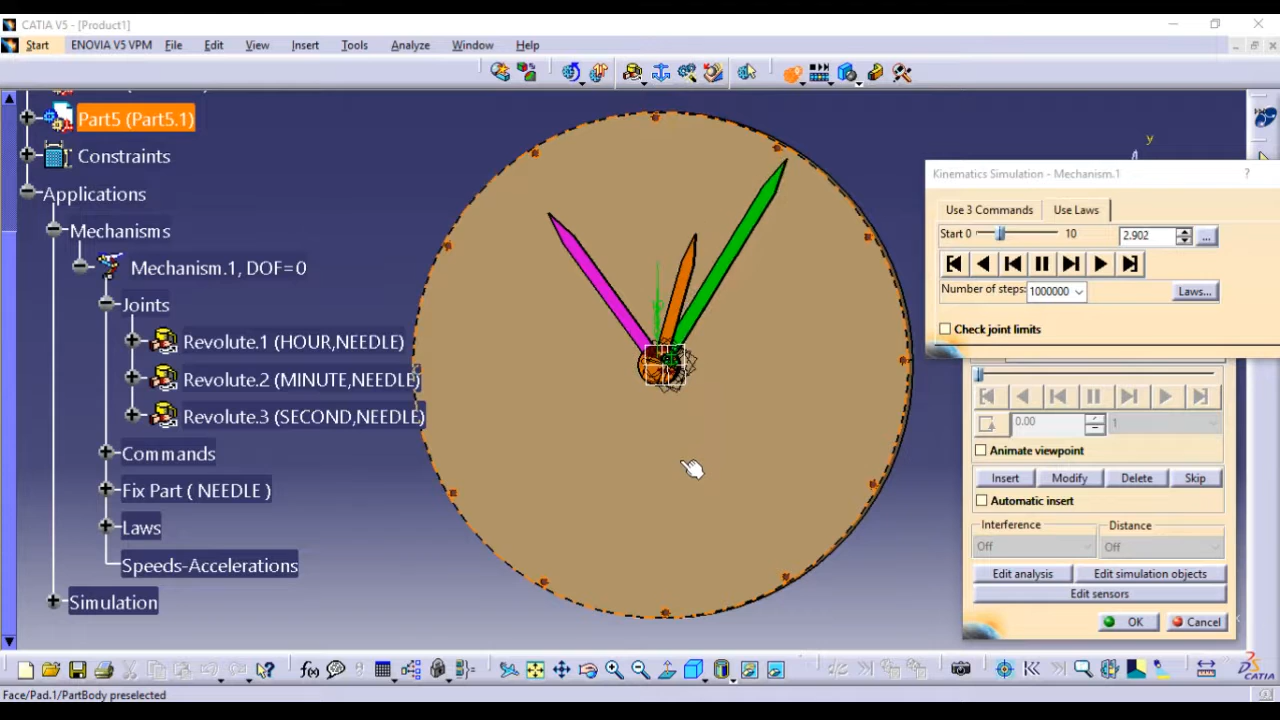 CATIA V5 - [Product1]
Start ENOVIA V5 VPM File Edit View Insert Tools Analyze Window Help
Part5 (Part5.1)
Constraints
Applications
Mechanisms
Mechanism.1, DOF=0
Joints
Revolute.1 (HOUR,NEEDLE)
Revolute.2 (MINUTE,NEEDLE)
Revolute.3 (SECOND,NEEDLE)
Commands
Fix Part ( NEEDLE )
Laws
Speeds-Accelerations
Simulation
y
Kinematics Simulation - Mechanism.1 ?
Use 3 Commands Use Laws
Start 0 10 2.902 ...
Number of steps: 1000000 Laws...
Check joint limits
0.00 1
Animate viewpoint
Insert Modify Delete Skip
Automatic insert
Interference Distance
Off Off
Edit analysis Edit simulation objects
Edit sensors
OK Cancel
f(x)
CATIA
Face/Pad.1/PartBody preselected